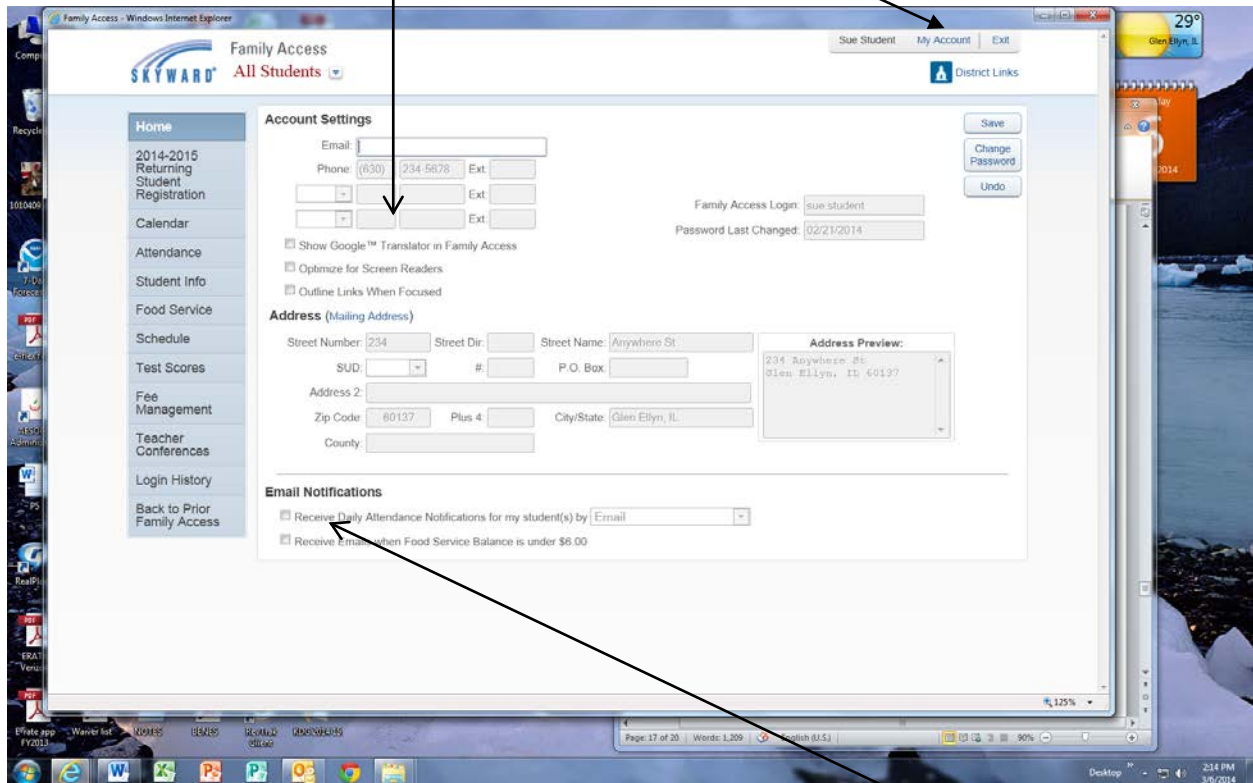 Family Access - Windows Internet Explorer
29°
Glen Ellyn, IL
Sue Student My Account Exit
SKYWARD®
Family Access
All Students
District Links
Home
2014-2015 Returning Student Registration
Calendar
Attendance
Student Info
Food Service
Schedule
Test Scores
Fee Management
Teacher Conferences
Login History
Back to Prior Family Access
Account Settings
Save
Change Password
Undo
Email:
Phone: (630) 234-5678 Ext:
Ext:
Ext:
Family Access Login: sue.student
Password Last Changed: 02/21/2014
Show Google™ Translator in Family Access
Optimize for Screen Readers
Outline Links When Focused
Address (Mailing Address)
Street Number: 234 Street Dir: Street Name: Anywhere St
SUD: #: P.O. Box:
Address 2:
Zip Code: 60137 Plus 4: City/State: Glen Ellyn, IL
County:
Address Preview:
234 Anywhere St
Glen Ellyn, IL 60137
Email Notifications
Receive Daily Attendance Notifications for my student(s) by Email
Receive Emails when Food Service Balance is under $6.00
125%
Page: 17 of 20 Words: 1,209 English (U.S.) 90%
Desktop
2:14 PM
3/6/2014